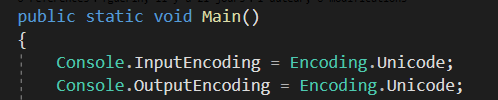 public static void Main()
{
Console.InputEncoding = Encoding.Unicode;
Console.OutputEncoding = Encoding.Unicode;